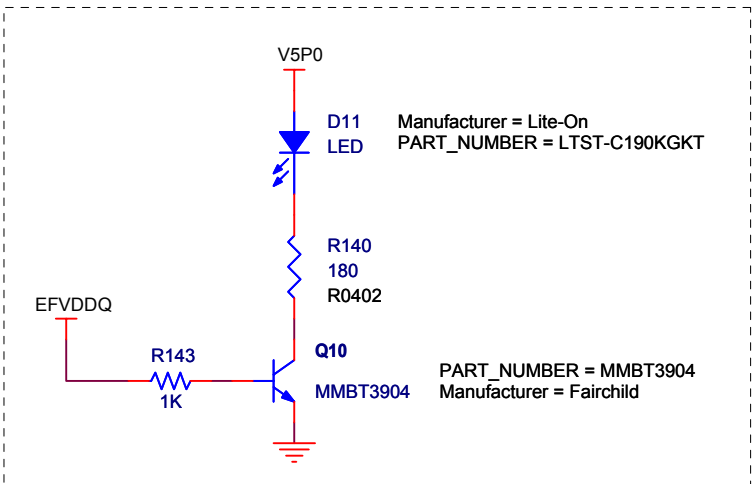 V5P0
D11
LED
Manufacturer = Lite-On
PART_NUMBER = LTST-C190KGKT
R140
180
R0402
EFVDDQ
R143
1K
Q10
MMBT3904
PART_NUMBER = MMBT3904
Manufacturer = Fairchild